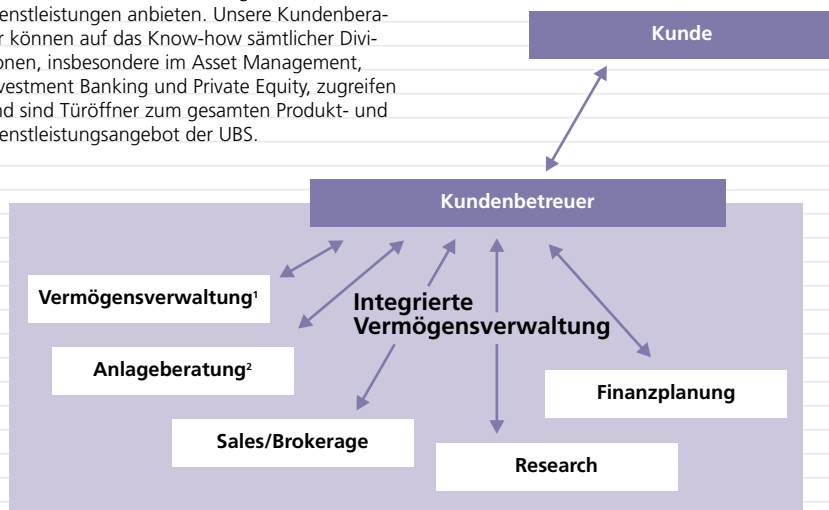 enstleistungen anbieten. Unsere Kundenbera-
r können auf das Know-how sämtlicher Divi-
onen, insbesondere im Asset Management,
vestment Banking und Private Equity, zugreifen
nd sind Türöffner zum gesamten Produkt- und
enstleistungsangebot der UBS.
Kunde
Kundenbetreuer
Integrierte
Vermögensverwaltung
Vermögensverwaltung¹
Anlageberatung²
Sales/Brokerage
Research
Finanzplanung